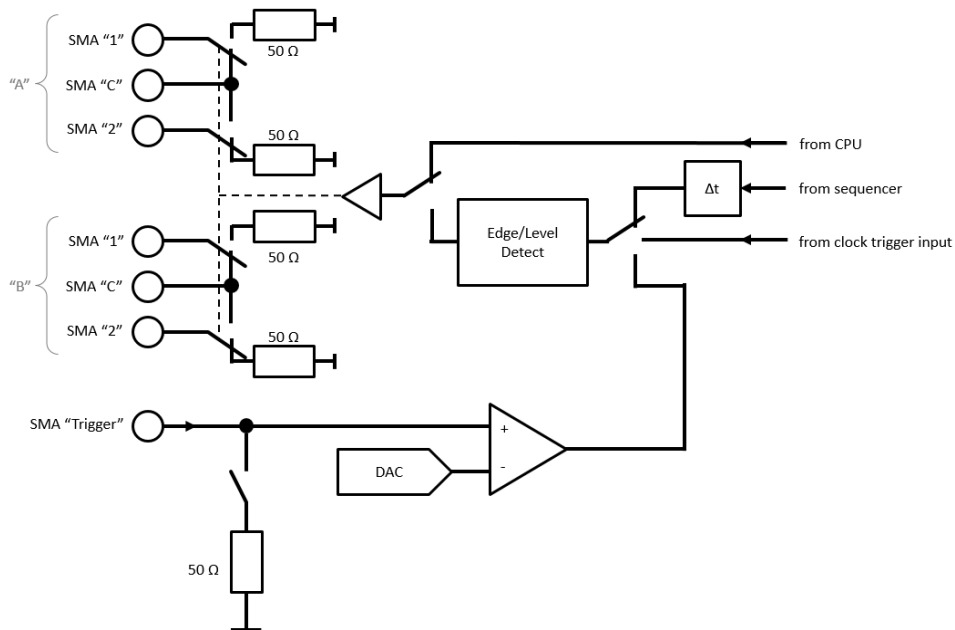 SMA “1”
50 Ω
“A”
SMA “C”
SMA “2”
50 Ω
from CPU
Δt
from sequencer
SMA “1”
50 Ω
Edge/Level
Detect
from clock trigger input
“B”
SMA “C”
SMA “2”
50 Ω
SMA “Trigger”
+
-
DAC
50 Ω